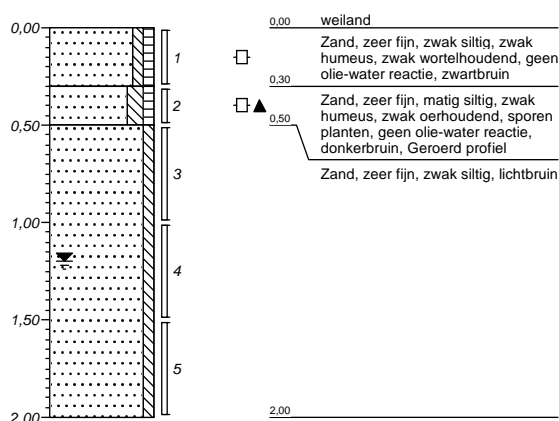 0,00
0,50
1,00
1,50
2,00
1
2
3
4
5
0,00
weiland
Zand, zeer fijn, zwak siltig, zwak
humeus, zwak wortelhoudend, geen
olie-water reactie, zwartbruin
0,30
Zand, zeer fijn, matig siltig, zwak
humeus, zwak oerhoudend, sporen
planten, geen olie-water reactie,
donkerbruin, Geroerd profiel
0,50
Zand, zeer fijn, zwak siltig, lichtbruin
2,00